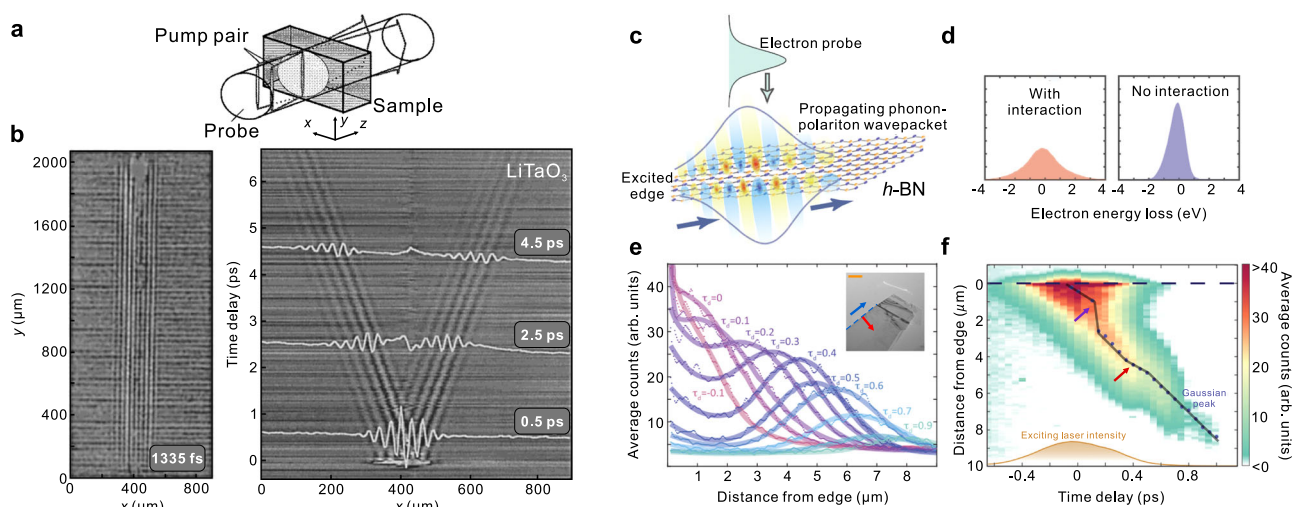 a
Pump pair
Sample
Probe
x
y
z
b
y (μm)
2000
1600
1200
800
400
0
1335 fs
0
400
800
x (μm)
Time delay (ps)
6
5
4
3
2
1
0
LiTaO3
4.5 ps
2.5 ps
0.5 ps
0
200
400
600
800
x (μm)
c
Electron probe
Propagating phonon-
polariton wavepacket
Excited
edge
h-BN
d
With
interaction
No interaction
-4
-2
0
2
4
-4
-2
0
2
4
Electron energy loss (eV)
e
Average counts (arb. units)
40
30
20
10
τd=0
τd=0.1
τd=0.2
τd=0.3
τd=0.4
τd=0.5
τd=0.6
τd=0.7
τd=0.9
τd=-0.1
1
2
3
4
5
6
7
8
Distance from edge (μm)
f
Distance from edge (μm)
0
2
4
6
8
10
Gaussian
peak
Exciting laser intensity
-0.4
0
0.4
0.8
Time delay (ps)
>40
30
20
10
<0
Average counts (arb. units)